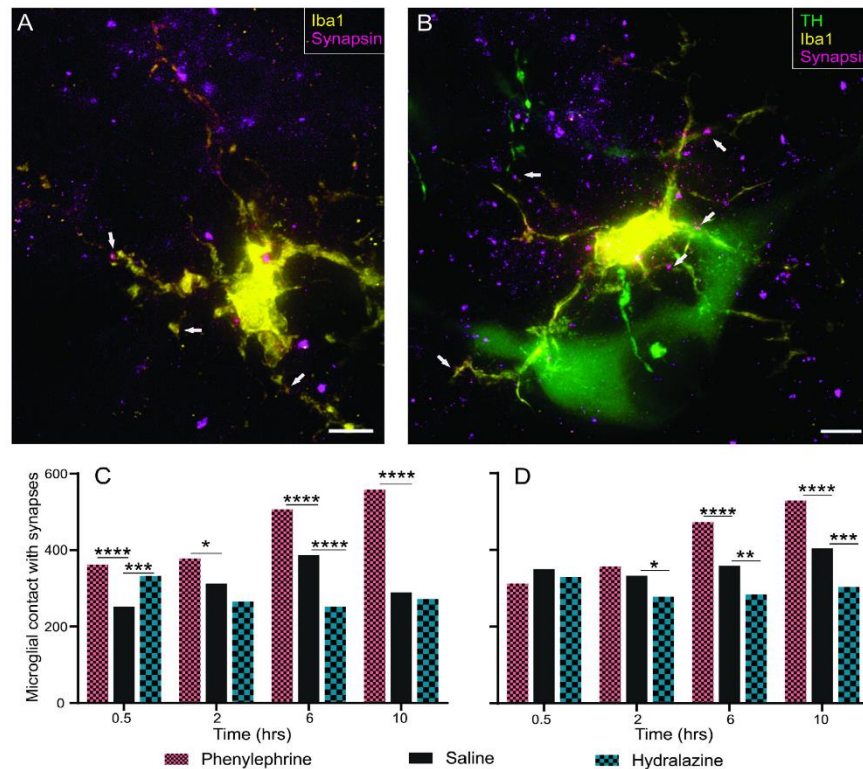 A
Iba1
Synapsin
B
TH
Iba1
Synapsin
Microglial contact with synapses
600
400
200
0
C
****
***
*
****
****
****
0.5
2
6
10
Time (hrs)
D
*
****
**
****
***
0.5
2
6
10
Time (hrs)
Phenylephrine
Saline
Hydralazine